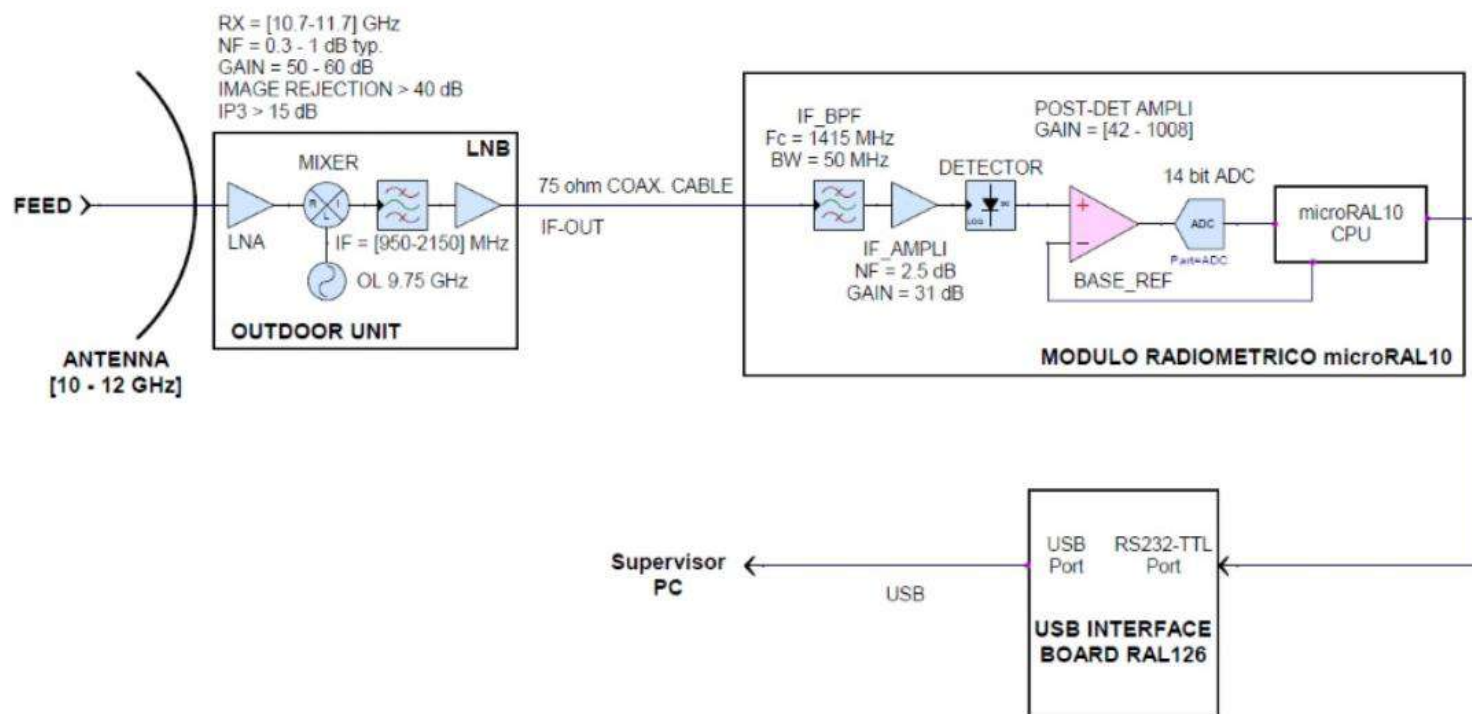 RX = [10.7-11.7] GHz
NF = 0.3 - 1 dB typ.
GAIN = 50 - 60 dB
IMAGE REJECTION > 40 dB
IP3 > 15 dB
FEED
ANTENNA
[10 - 12 GHz]
LNB
MIXER
R
I
L
LNA
IF = [950-2150] MHz
OL 9.75 GHz
OUTDOOR UNIT
75 ohm COAX. CABLE
IF-OUT
IF_BPF
Fc = 1415 MHz
BW = 50 MHz
IF_AMPLI
NF = 2.5 dB
GAIN = 31 dB
DETECTOR
LOG
DC
POST-DET AMPLI
GAIN = [42 - 1008]
+
−
BASE_REF
14 bit ADC
ADC
Part=ADC
microRAL10
CPU
MODULO RADIOMETRICO microRAL10
Supervisor
PC
USB
USB
Port
RS232-TTL
Port
USB INTERFACE
BOARD RAL126